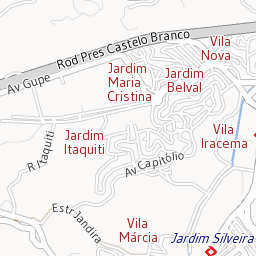 Rod Pres Castelo Branco
Vila
Nova
Av Gupe
Jardim
Maria
Cristina
Jardim
Belval
R Itaquiti
Jardim
Itaquiti
Vila
Iracema
Av Capitólio
Estr Jandira
Vila
Márcia
Jardim Silveira